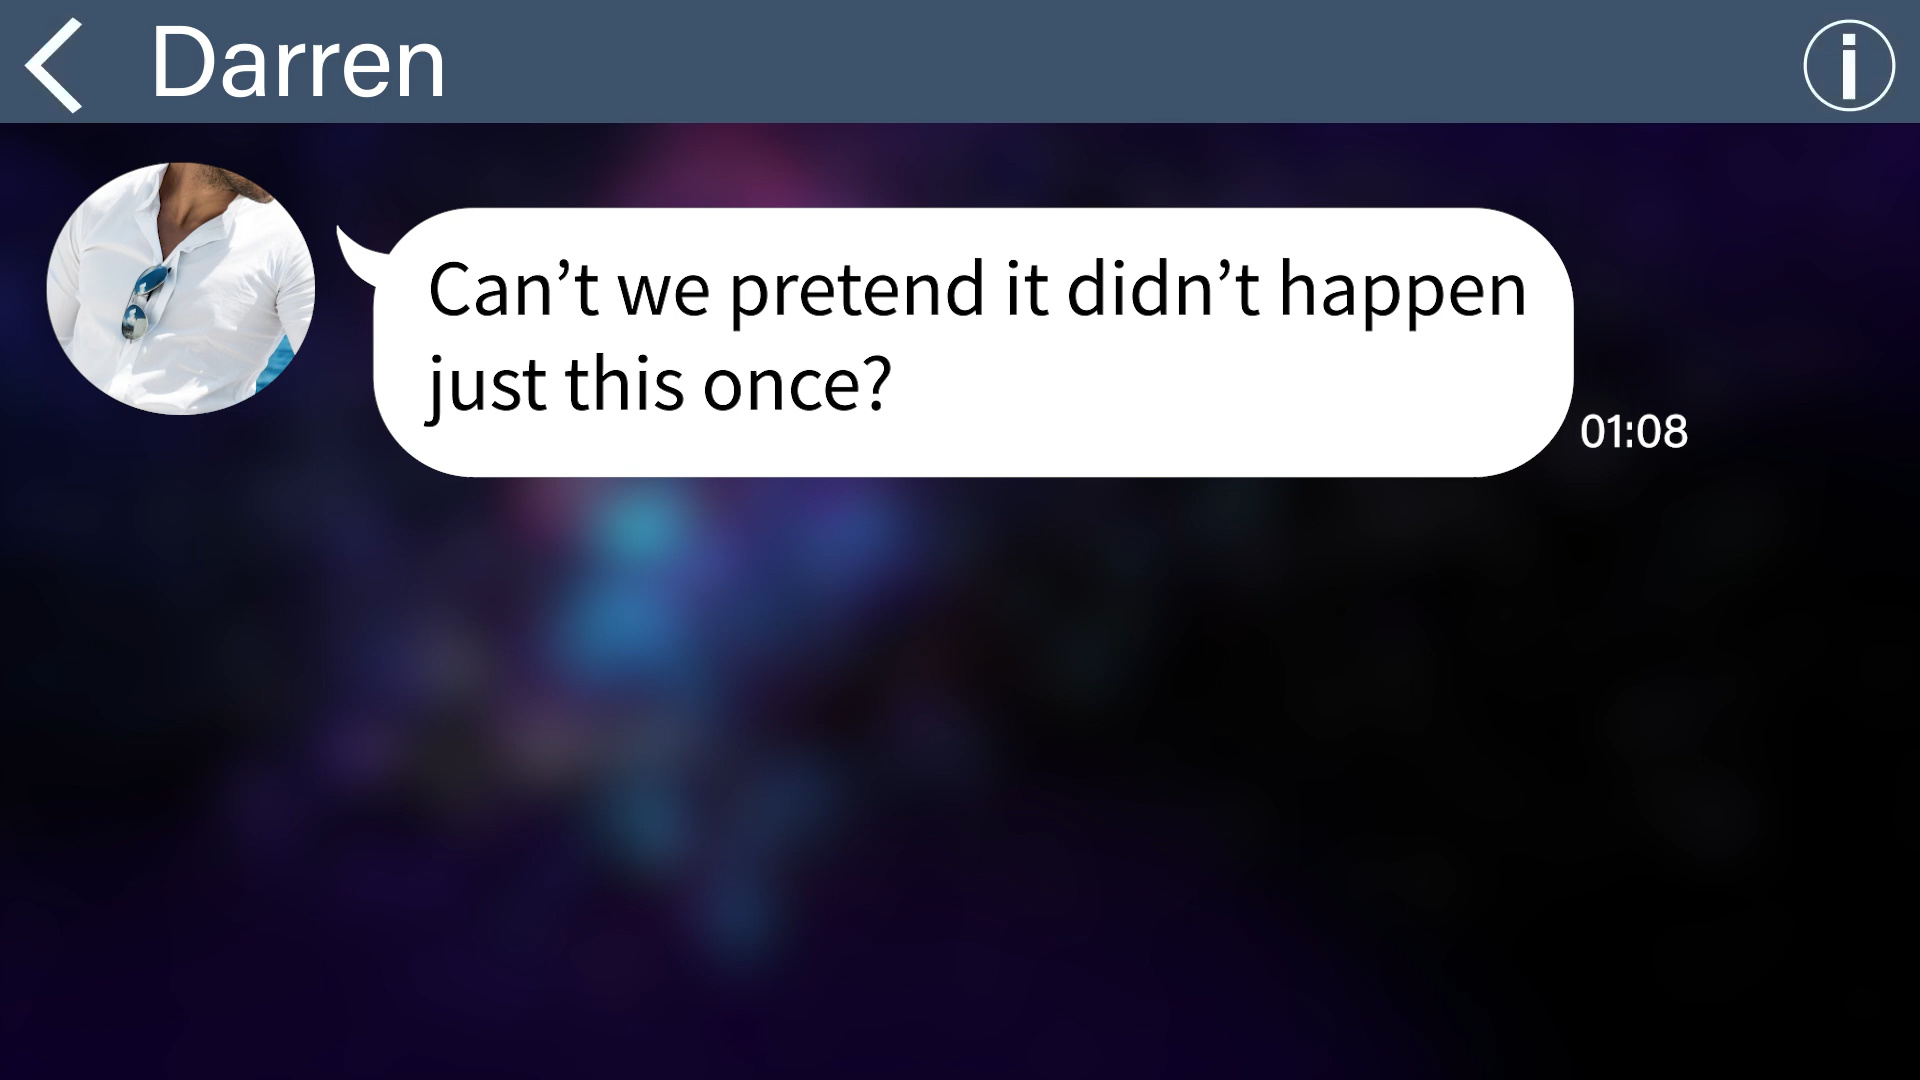 Darren
Can’t we pretend it didn’t happen
just this once?
01:08